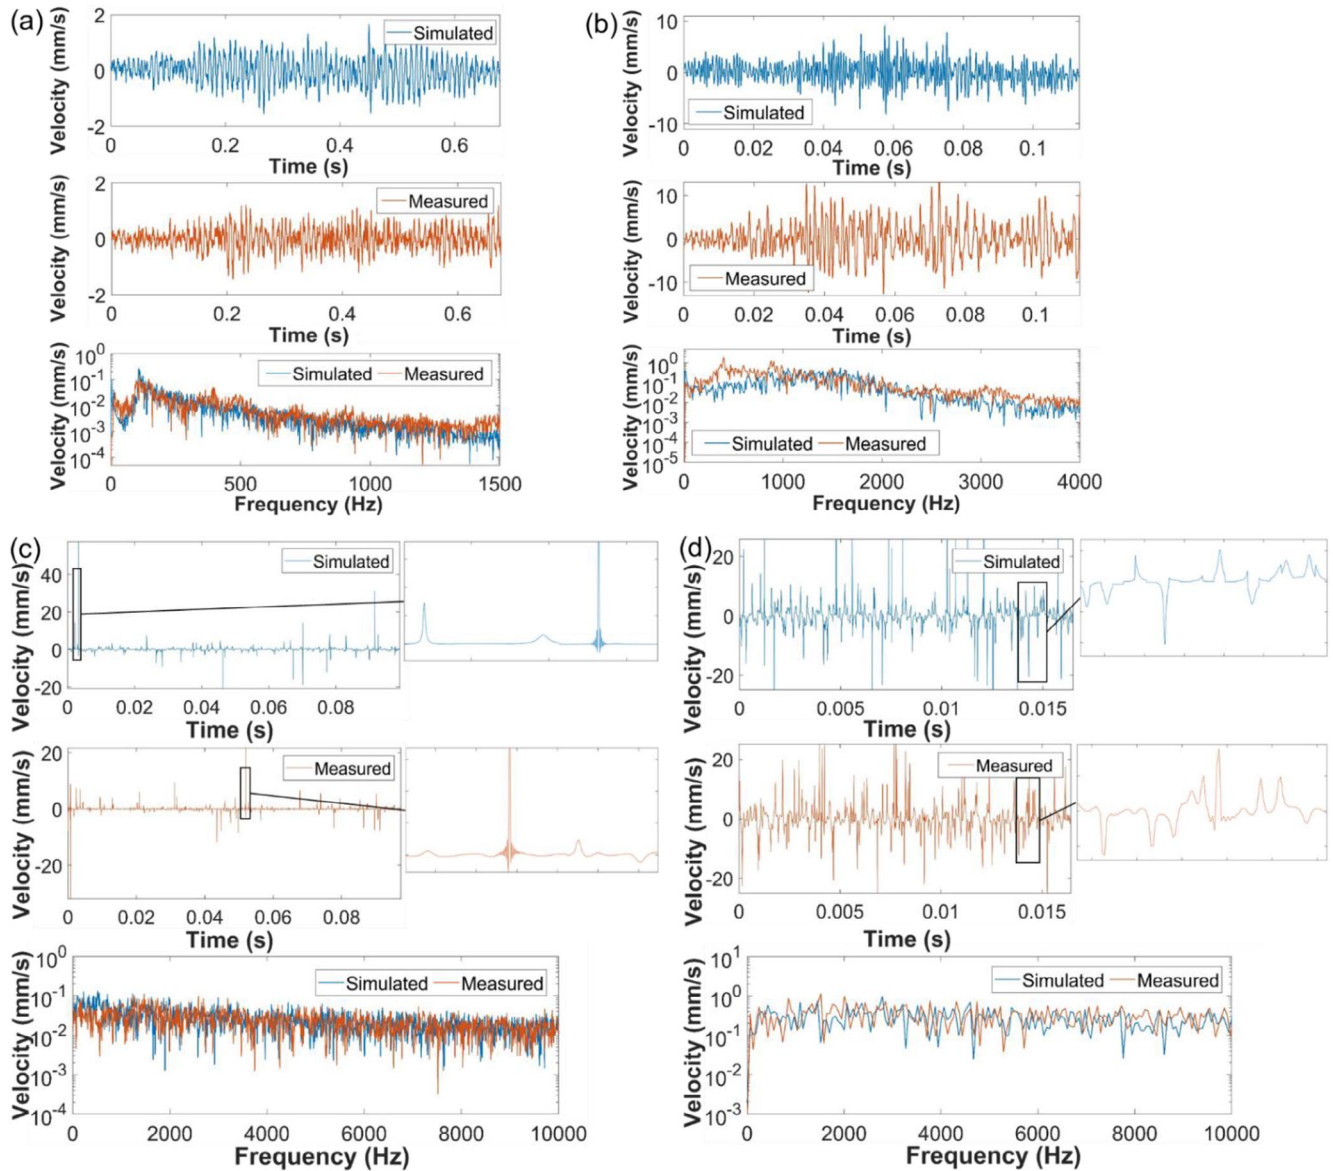 (a)
Velocity (mm/s)
2
0
-2
Simulated
0 0.2 0.4 0.6
Time (s)
Velocity (mm/s)
2
0
-2
Measured
0 0.2 0.4 0.6
Time (s)
Velocity (mm/s)
10^0
10^-1
10^-2
10^-3
10^-4
Simulated Measured
0 500 1000 1500
Frequency (Hz)
(b)
Velocity (mm/s)
10
0
-10
Simulated
0 0.02 0.04 0.06 0.08 0.1
Time (s)
Velocity (mm/s)
10
0
-10
Measured
0 0.02 0.04 0.06 0.08 0.1
Time (s)
Velocity (mm/s)
10^0
10^-1
10^-2
10^-3
10^-4
10^-5
Simulated Measured
0 1000 2000 3000 4000
Frequency (Hz)
(c)
Velocity (mm/s)
40
20
0
-20
Simulated
0 0.02 0.04 0.06 0.08
Time (s)
Velocity (mm/s)
20
0
-20
Measured
0 0.02 0.04 0.06 0.08
Time (s)
Velocity (mm/s)
10^0
10^-1
10^-2
10^-3
10^-4
Simulated Measured
0 2000 4000 6000 8000 10000
Frequency (Hz)
(d)
Velocity (mm/s)
20
0
-20
Simulated
0 0.005 0.01 0.015
Time (s)
Velocity (mm/s)
20
0
-20
Measured
0 0.005 0.01 0.015
Time (s)
Velocity (mm/s)
10^1
10^0
10^-1
10^-2
10^-3
Simulated Measured
0 2000 4000 6000 8000 10000
Frequency (Hz)